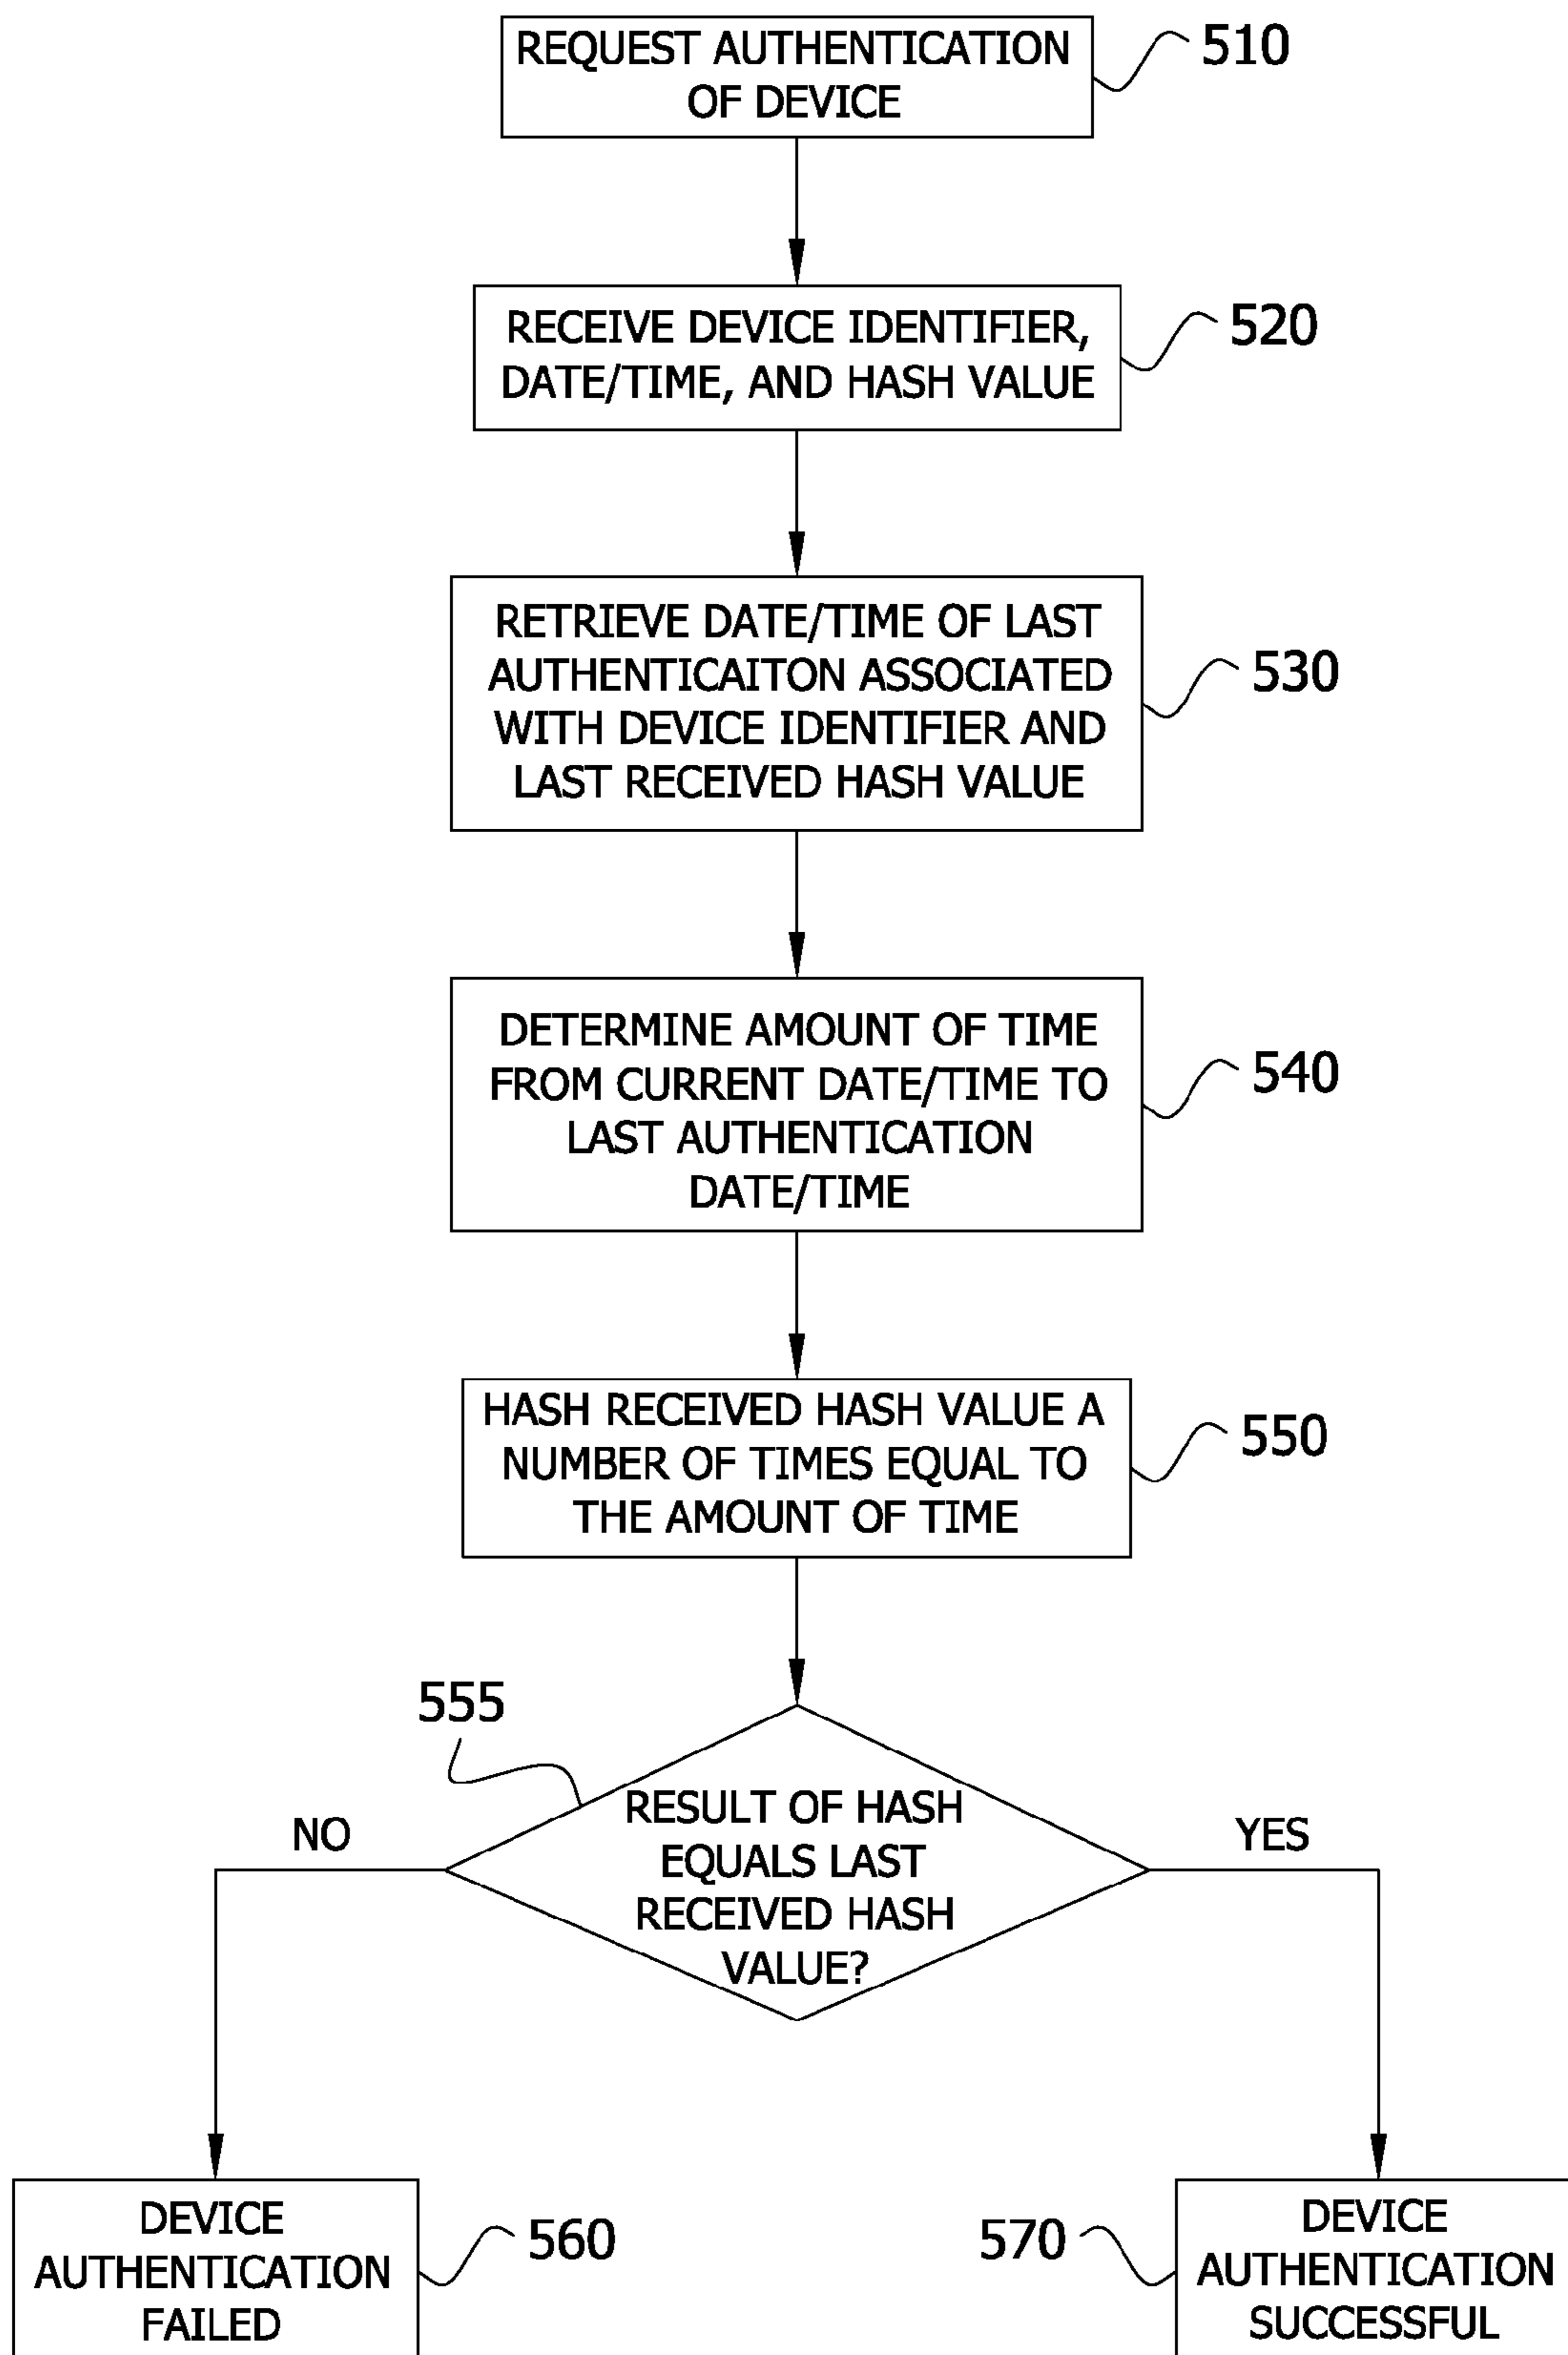 REQUEST AUTHENTICATION
OF DEVICE
510
RECEIVE DEVICE IDENTIFIER,
DATE/TIME, AND HASH VALUE
520
RETRIEVE DATE/TIME OF LAST
AUTHENTICAITON ASSOCIATED
WITH DEVICE IDENTIFIER AND
LAST RECEIVED HASH VALUE
530
DETERMINE AMOUNT OF TIME
FROM CURRENT DATE/TIME TO
LAST AUTHENTICATION
DATE/TIME
540
HASH RECEIVED HASH VALUE A
NUMBER OF TIMES EQUAL TO
THE AMOUNT OF TIME
550
555
RESULT OF HASH
EQUALS LAST
RECEIVED HASH
VALUE?
NO
YES
DEVICE
AUTHENTICATION
FAILED
560
570
DEVICE
AUTHENTICATION
SUCCESSFUL